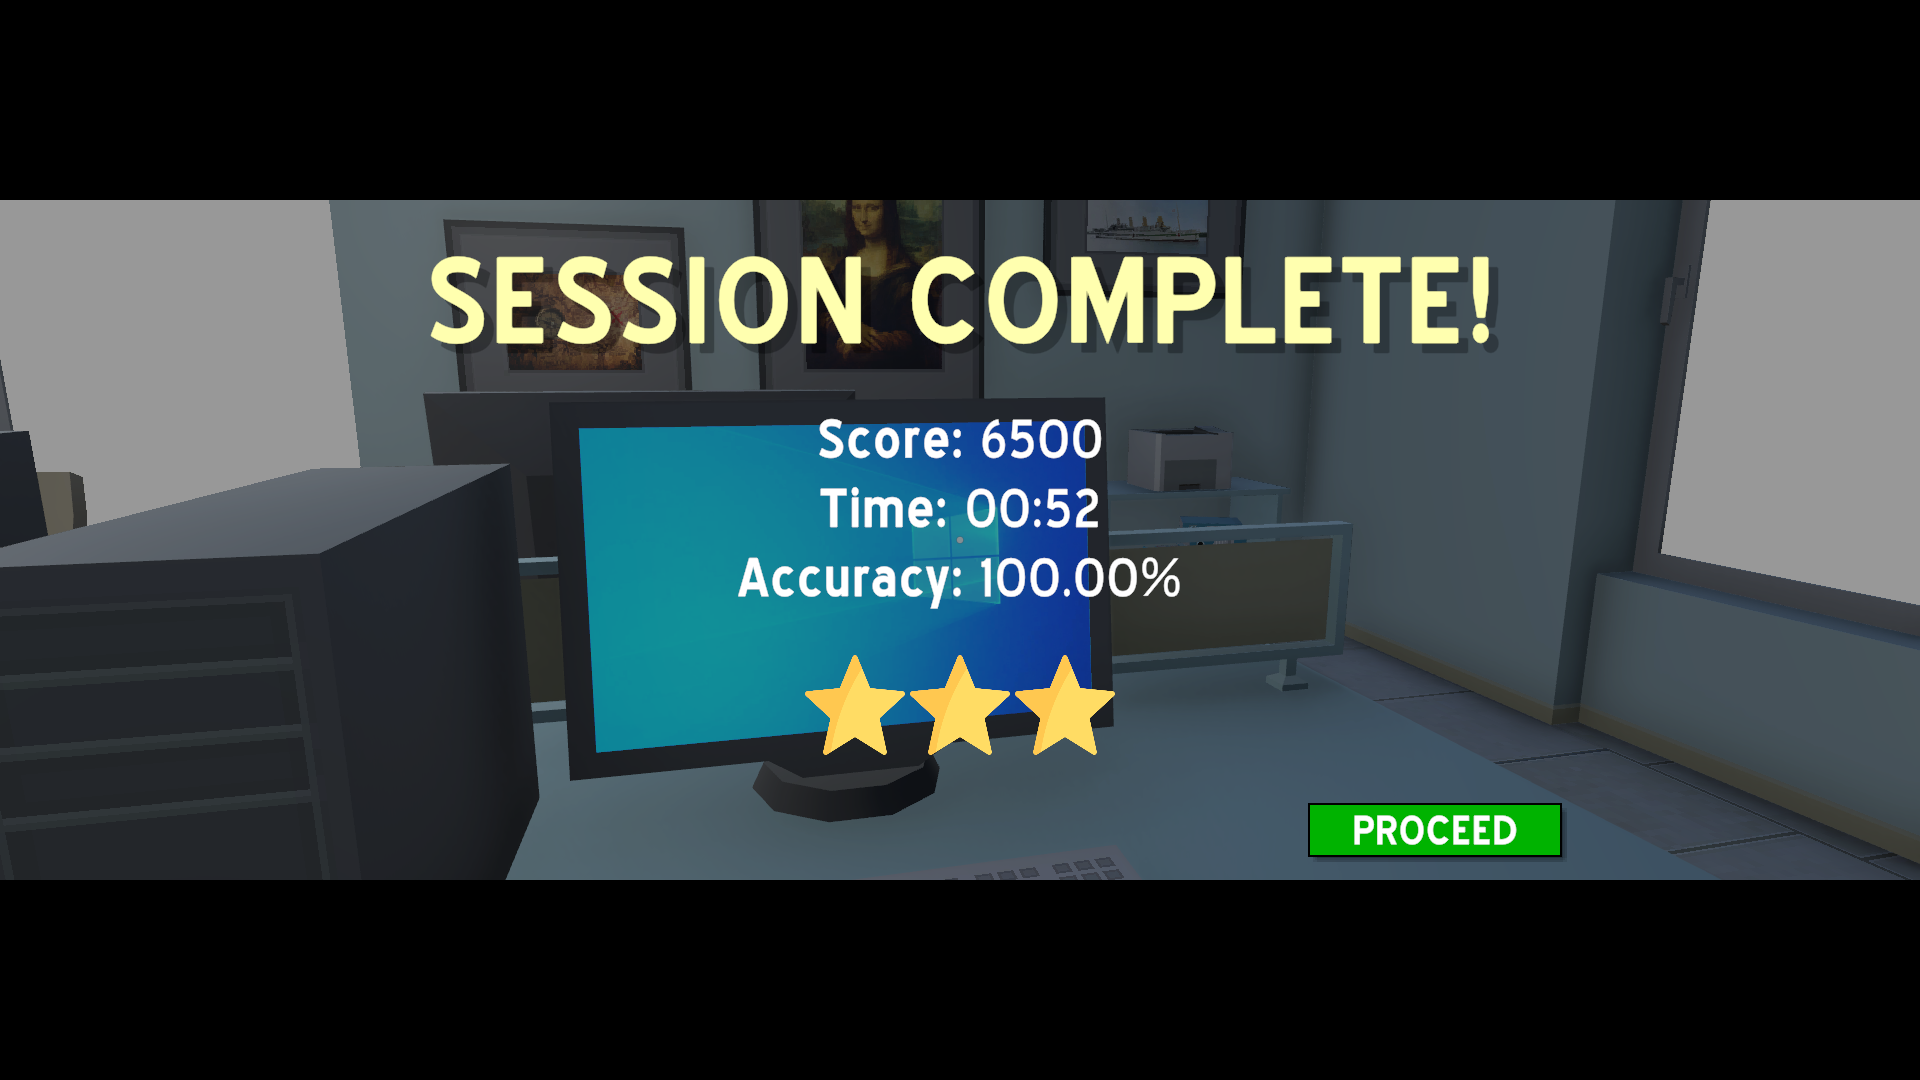 SESSION COMPLETE!
Score: 6500
Time: 00:52
Accuracy: 100.00%
PROCEED